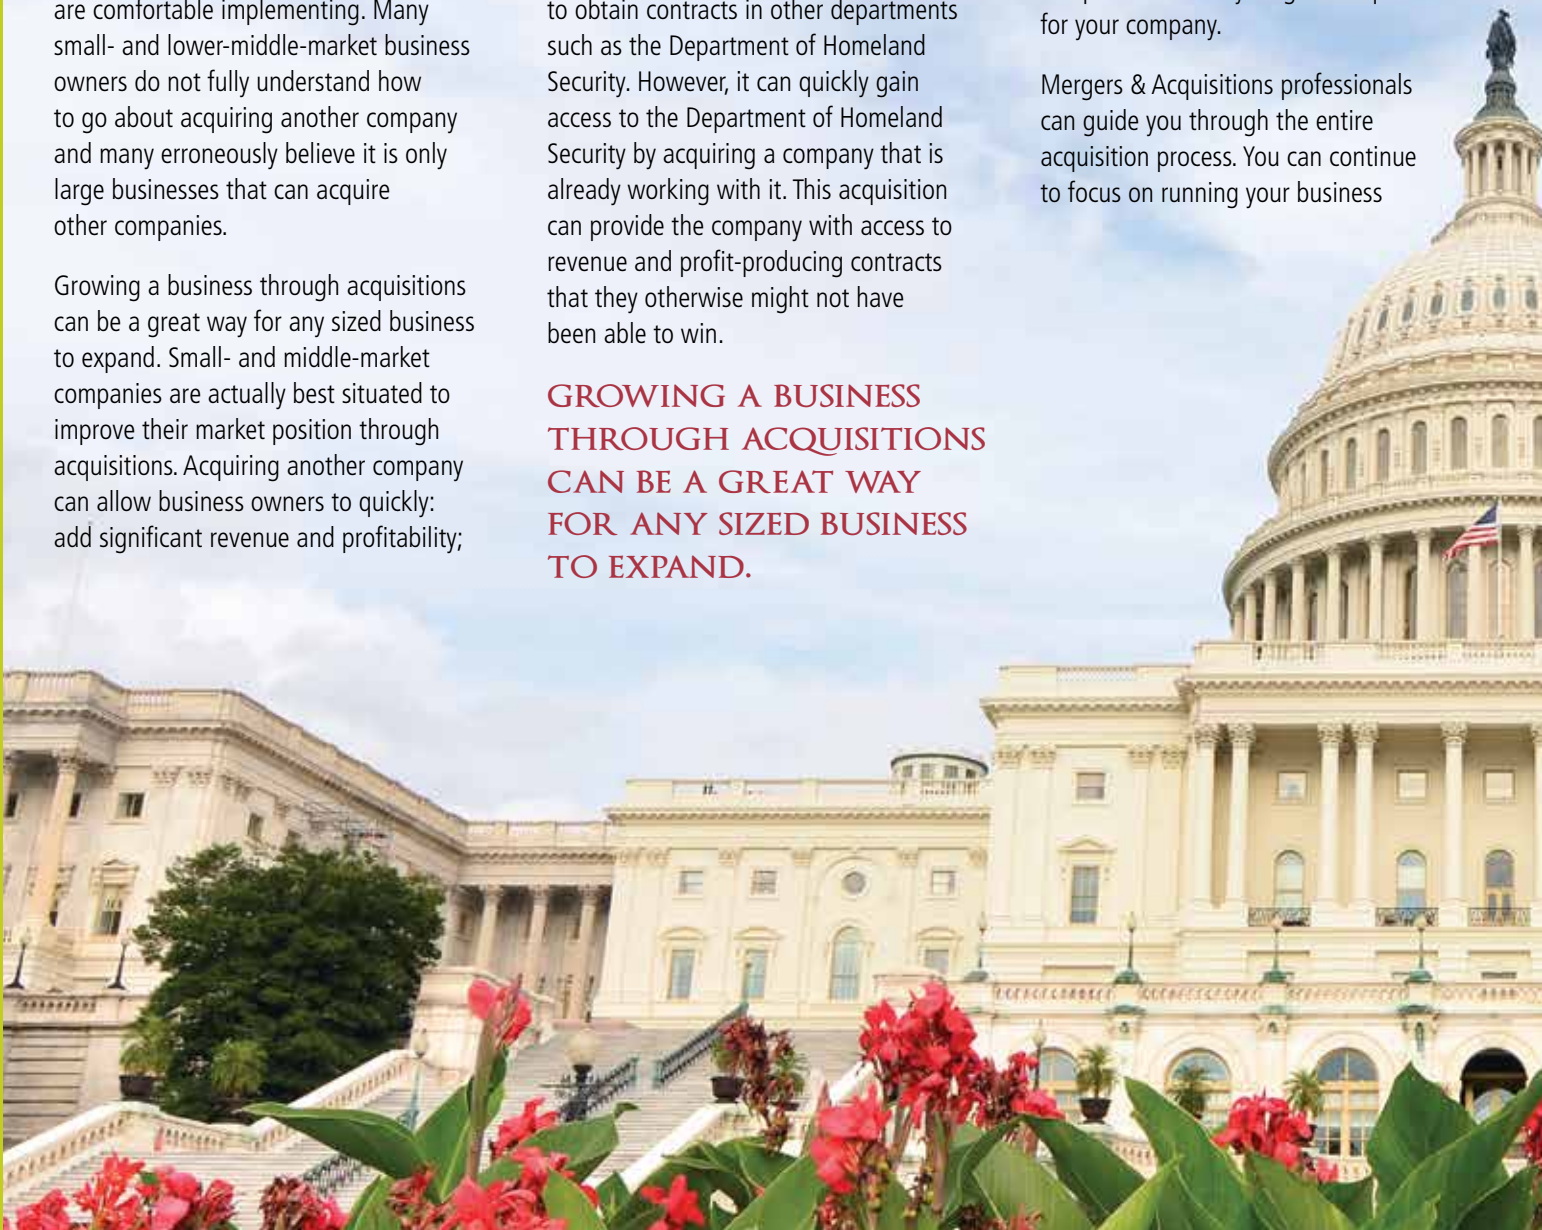 are comfortable implementing. Many
small- and lower-middle-market business
owners do not fully understand how
to go about acquiring another company
and many erroneously believe it is only
large businesses that can acquire
other companies.
Growing a business through acquisitions
can be a great way for any sized business
to expand. Small- and middle-market
companies are actually best situated to
improve their market position through
acquisitions. Acquiring another company
can allow business owners to quickly:
add significant revenue and profitability;
to obtain contracts in other departments
such as the Department of Homeland
Security. However, it can quickly gain
access to the Department of Homeland
Security by acquiring a company that is
already working with it. This acquisition
can provide the company with access to
revenue and profit-producing contracts
that they otherwise might not have
been able to win.
GROWING A BUSINESS
THROUGH ACQUISITIONS
CAN BE A GREAT WAY
FOR ANY SIZED BUSINESS
TO EXPAND.
for your company.
Mergers & Acquisitions professionals
can guide you through the entire
acquisition process. You can continue
to focus on running your business